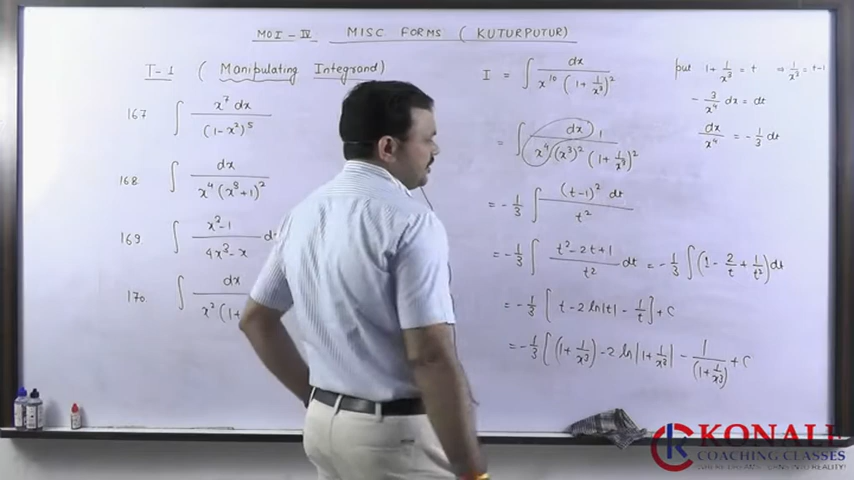 MOI-IV MISC FORMS (KUTURPUTUR)
T-1 (Manipulating Integrand)
167 ∫ x⁷ dx / (1-x²)⁵
168 ∫ dx / x⁴(x³+1)²
169 ∫ x³-1 / 4x³-x d
170 ∫ dx / x²(1+
I = ∫ dx / x¹⁰ (1+1/x³)²
= ∫ dx 1 / x⁴ (x³)² (1+1/x³)²
= -1/3 ∫ (t-1)² dt / t²
= -1/3 ∫ t²-2t+1 / t² dt = -1/3 ∫ (1 - 2/t + 1/t²) dt
= -1/3 [ t - 2 ln|t| - 1/t ] + C
= -1/3 [ (1+1/x³) - 2 ln|1+1/x³| - 1/(1+1/x³) ] + C
put 1+1/x³ = t ⇒ 1/x³ = t-1
-3/x⁴ dx = dt
dx/x⁴ = -1/3 dt
KONALE
COACHING CLASSES